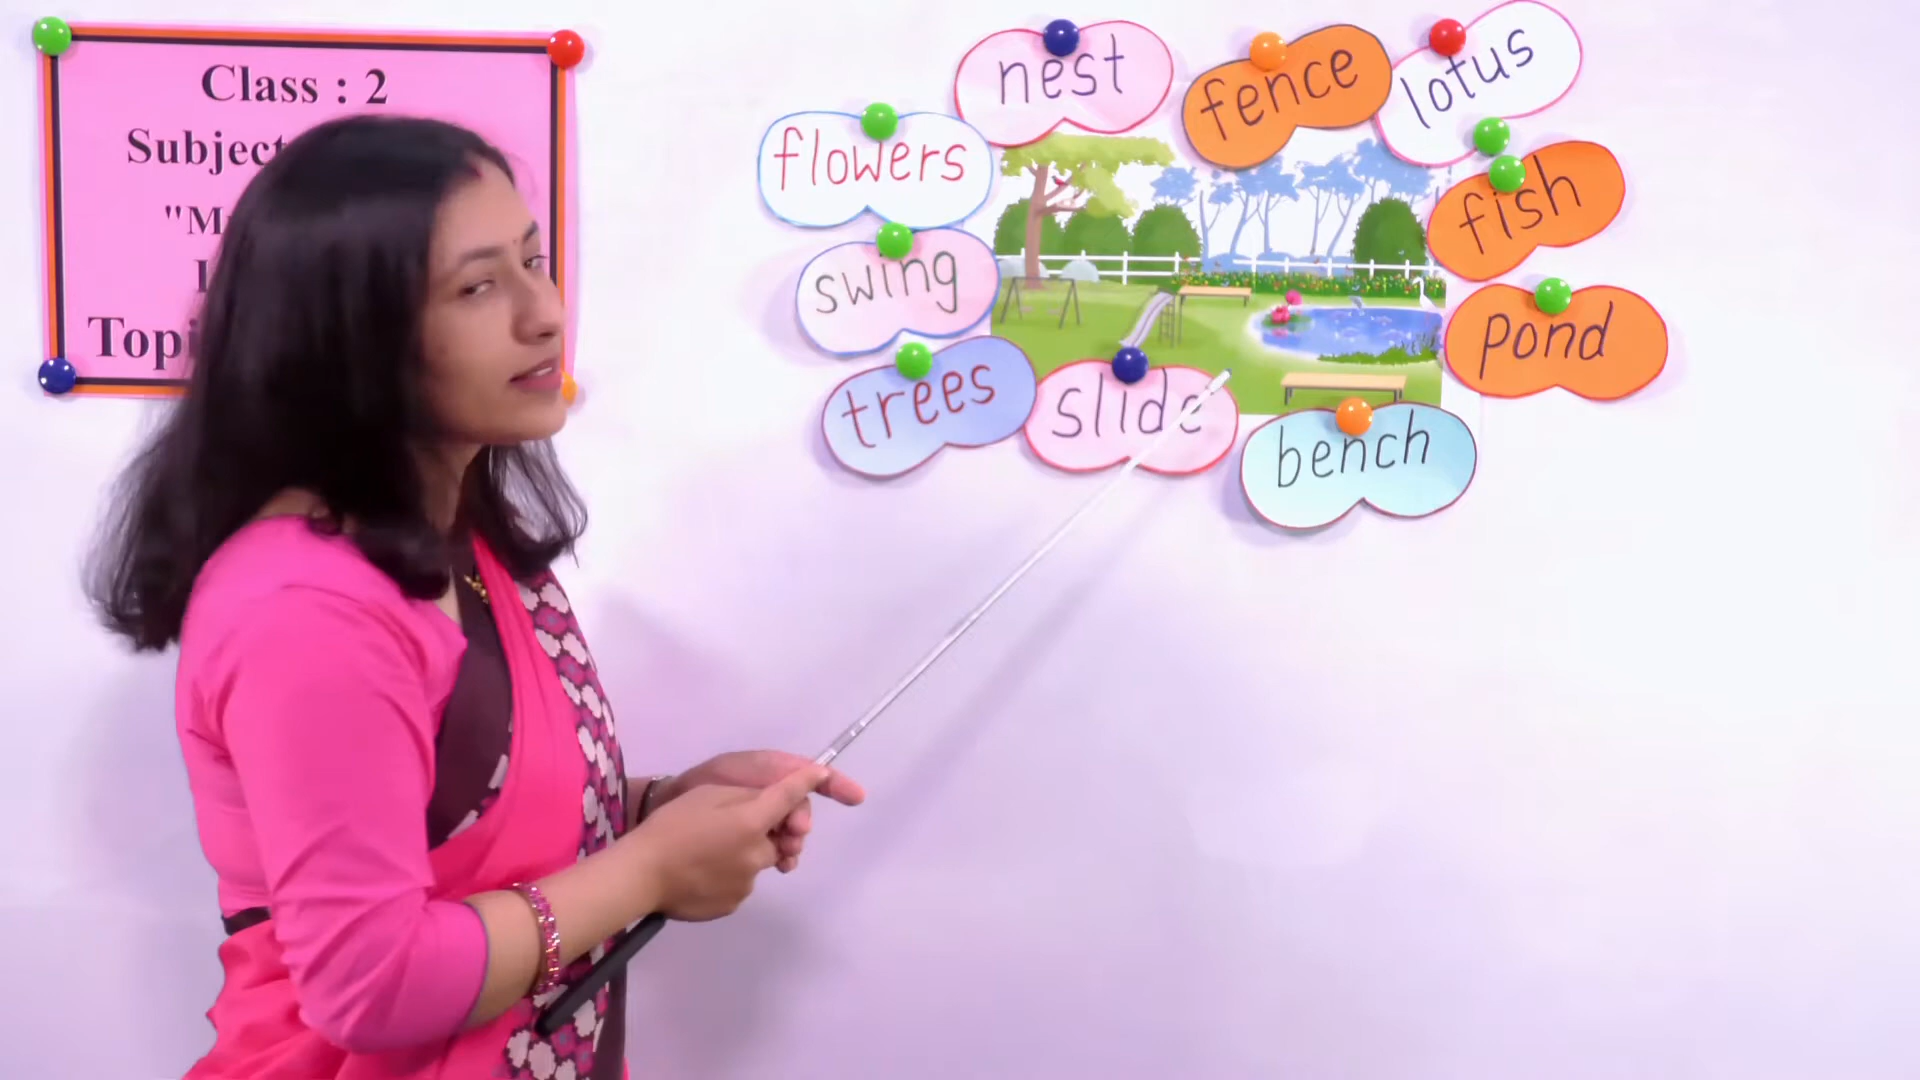 Class : 2
Subject
"M
Topi
nest
fence
lotus
flowers
fish
swing
pond
trees
slide
bench